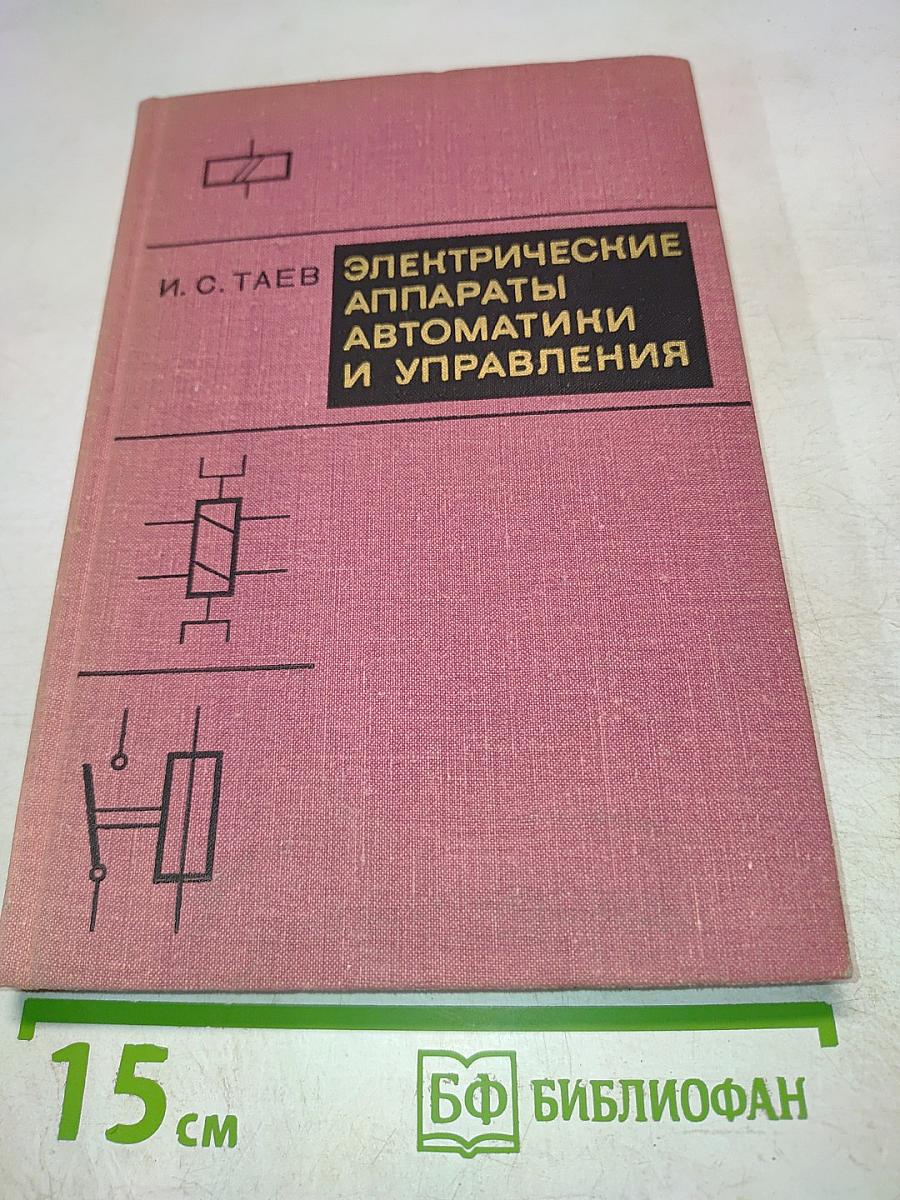 И. С. ТАЕВ
ЭЛЕКТРИЧЕСКИЕ
АППАРАТЫ
АВТОМАТИКИ
И УПРАВЛЕНИЯ
15 см
БФ БИБЛИОФАН